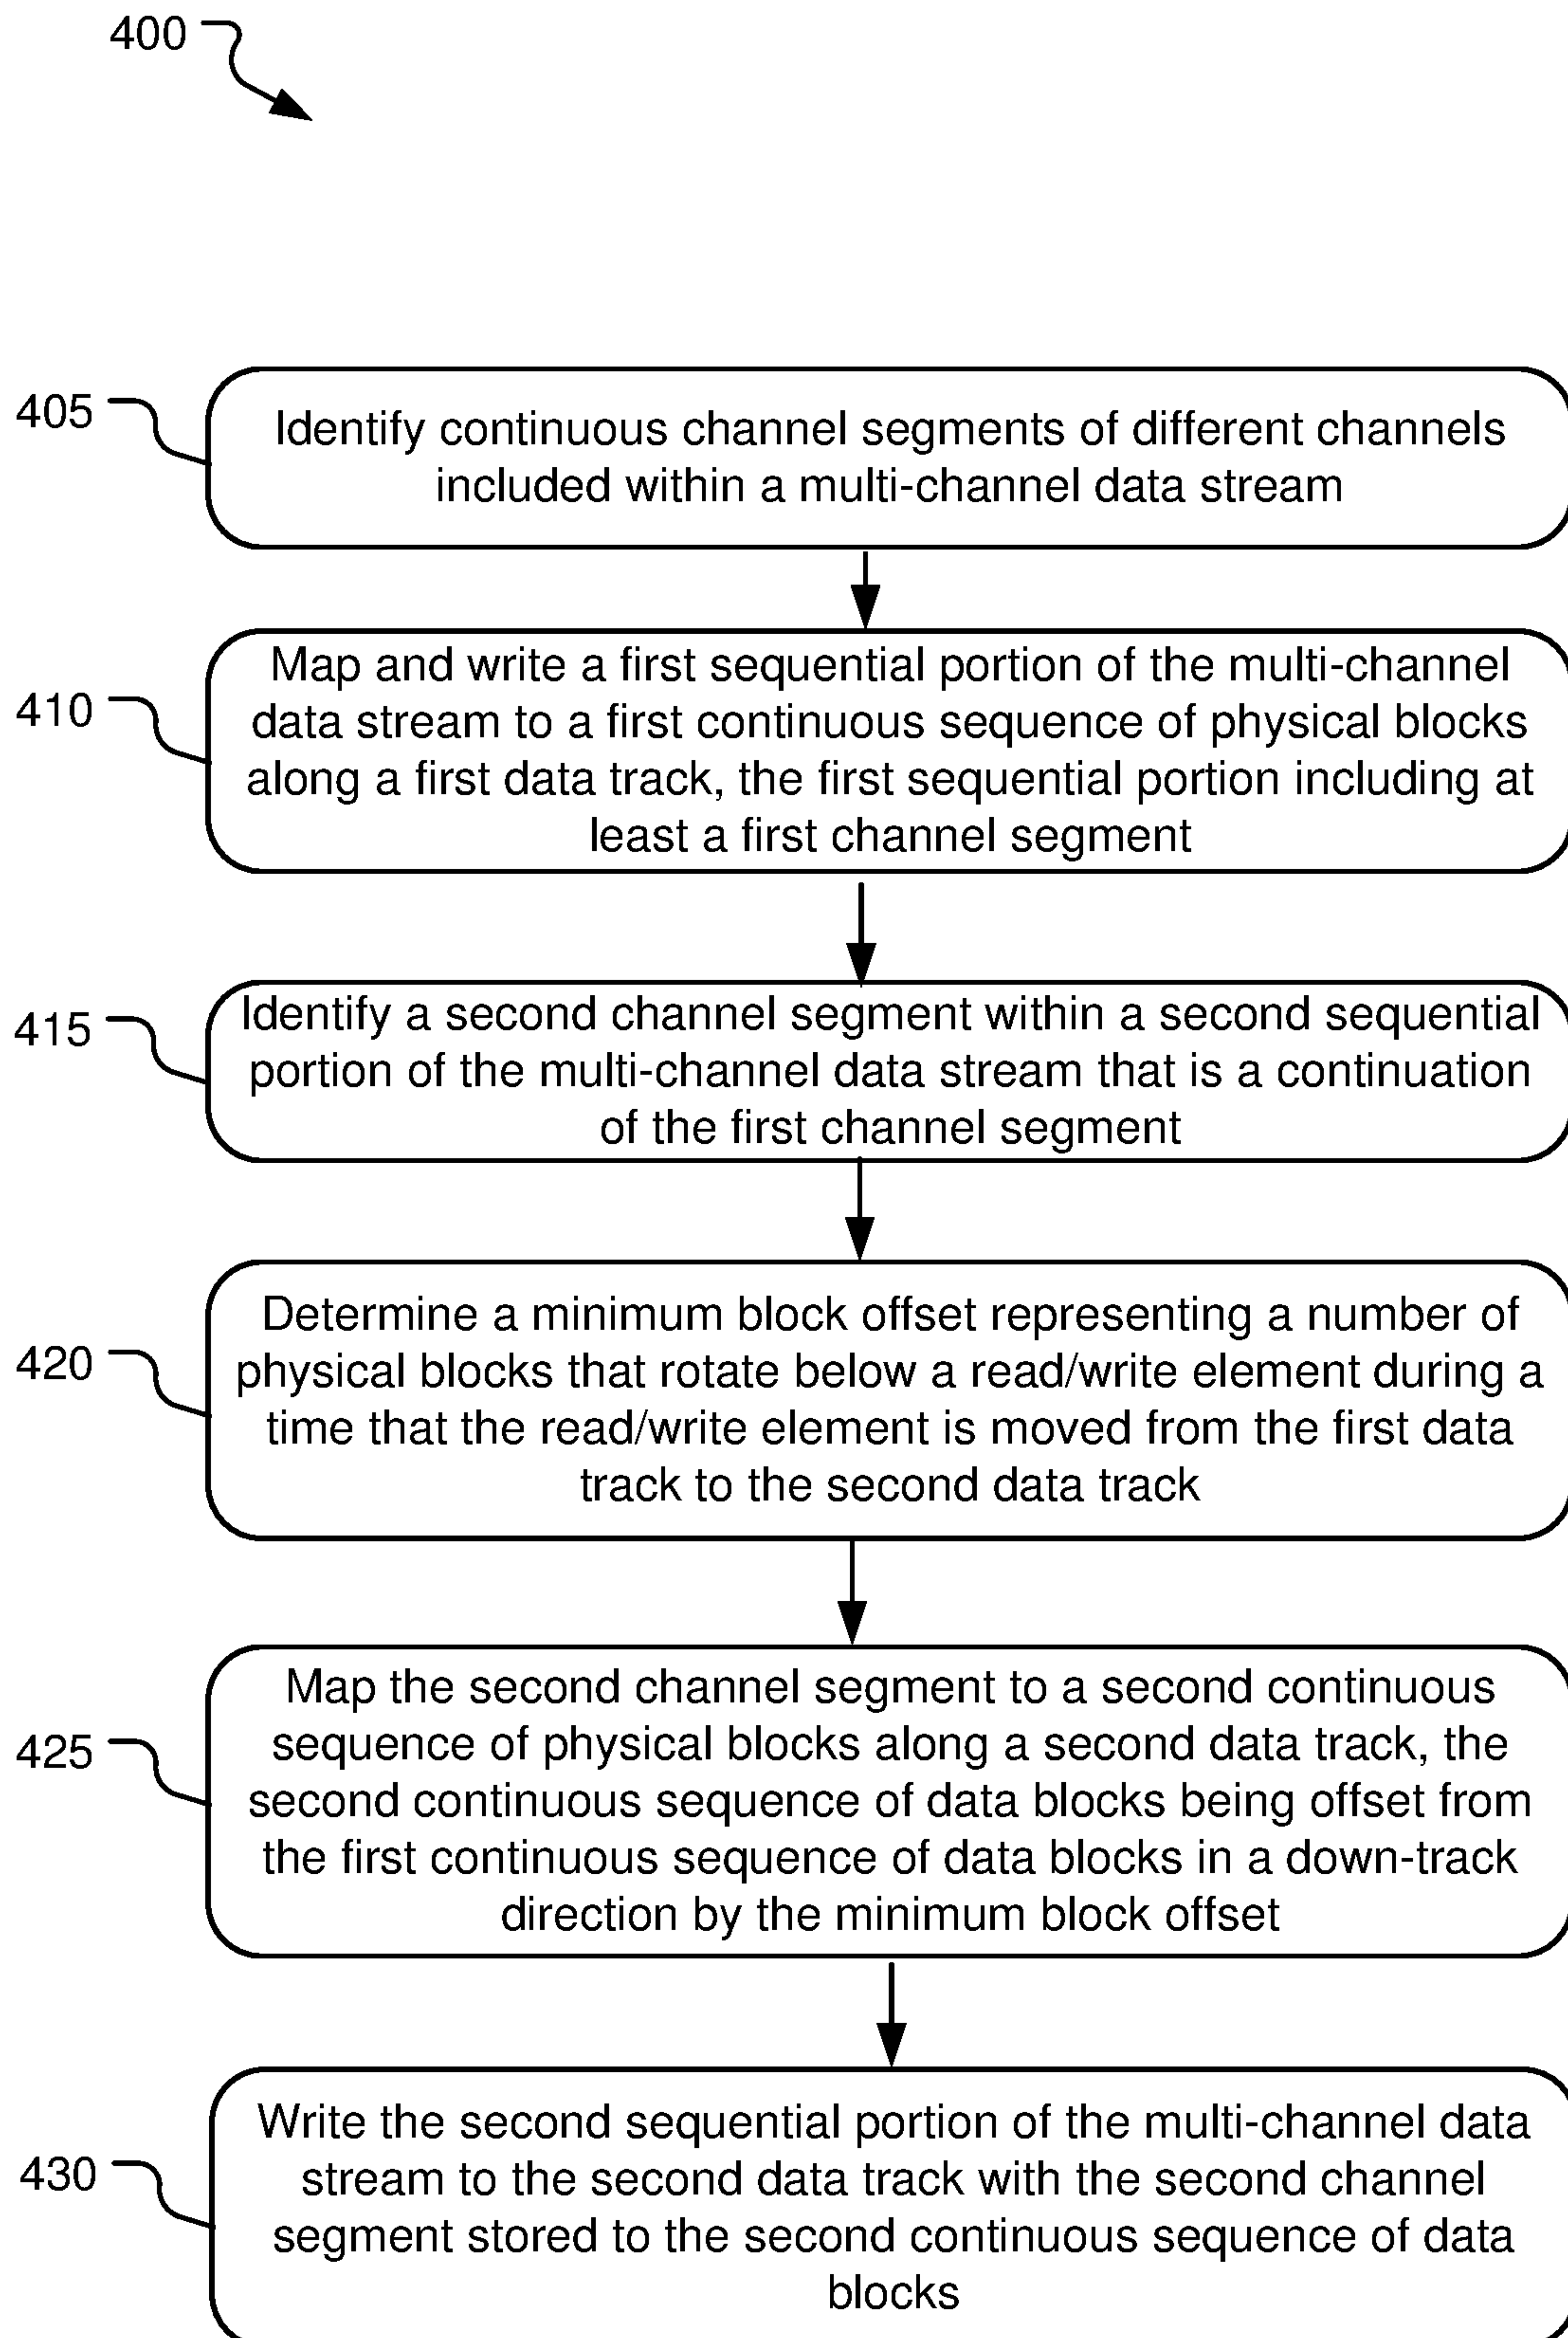 400
405
Identify continuous channel segments of different channels
included within a multi-channel data stream
410
Map and write a first sequential portion of the multi-channel
data stream to a first continuous sequence of physical blocks
along a first data track, the first sequential portion including at
least a first channel segment
415
Identify a second channel segment within a second sequential
portion of the multi-channel data stream that is a continuation
of the first channel segment
420
Determine a minimum block offset representing a number of
physical blocks that rotate below a read/write element during a
time that the read/write element is moved from the first data
track to the second data track
425
Map the second channel segment to a second continuous
sequence of physical blocks along a second data track, the
second continuous sequence of data blocks being offset from
the first continuous sequence of data blocks in a down-track
direction by the minimum block offset
430
Write the second sequential portion of the multi-channel data
stream to the second data track with the second channel
segment stored to the second continuous sequence of data
blocks